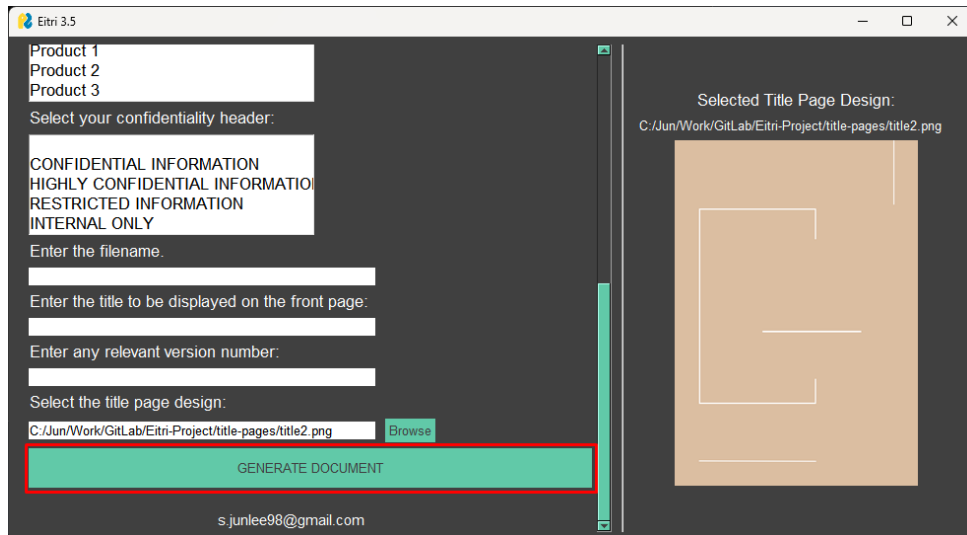 Eitri 3.5
Product 1
Product 2
Product 3
Select your confidentiality header:
CONFIDENTIAL INFORMATION
HIGHLY CONFIDENTIAL INFORMATIO
RESTRICTED INFORMATION
INTERNAL ONLY
Enter the filename.
Enter the title to be displayed on the front page:
Enter any relevant version number:
Select the title page design:
C:/Jun/Work/GitLab/Eitri-Project/title-pages/title2.png
Browse
GENERATE DOCUMENT
s.junlee98@gmail.com
Selected Title Page Design:
C:/Jun/Work/GitLab/Eitri-Project/title-pages/title2.png